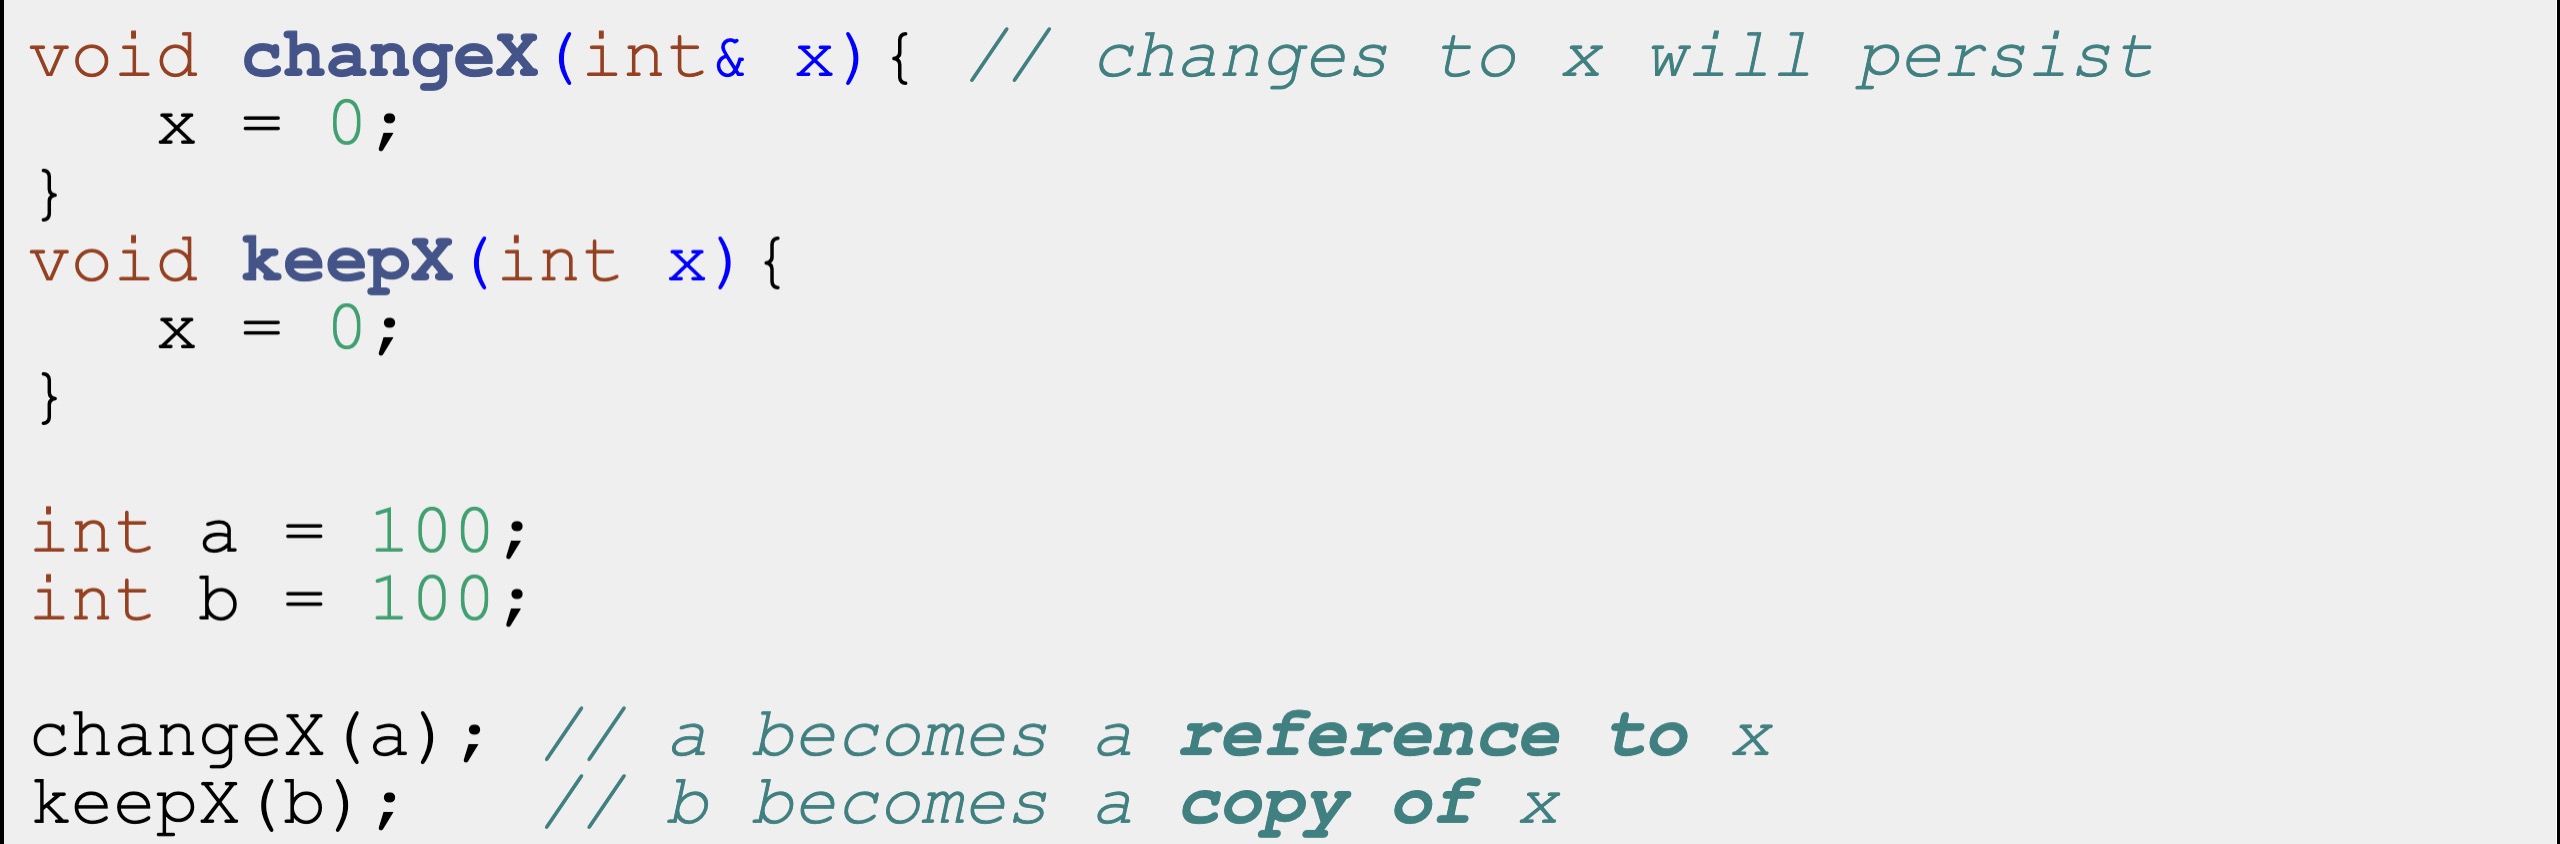 void changeX(int& x){ // changes to x will persist
x = 0;
}
void keepX(int x){
x = 0;
}
int a = 100;
int b = 100;
changeX(a); // a becomes a reference to x
keepX(b); // b becomes a copy of x